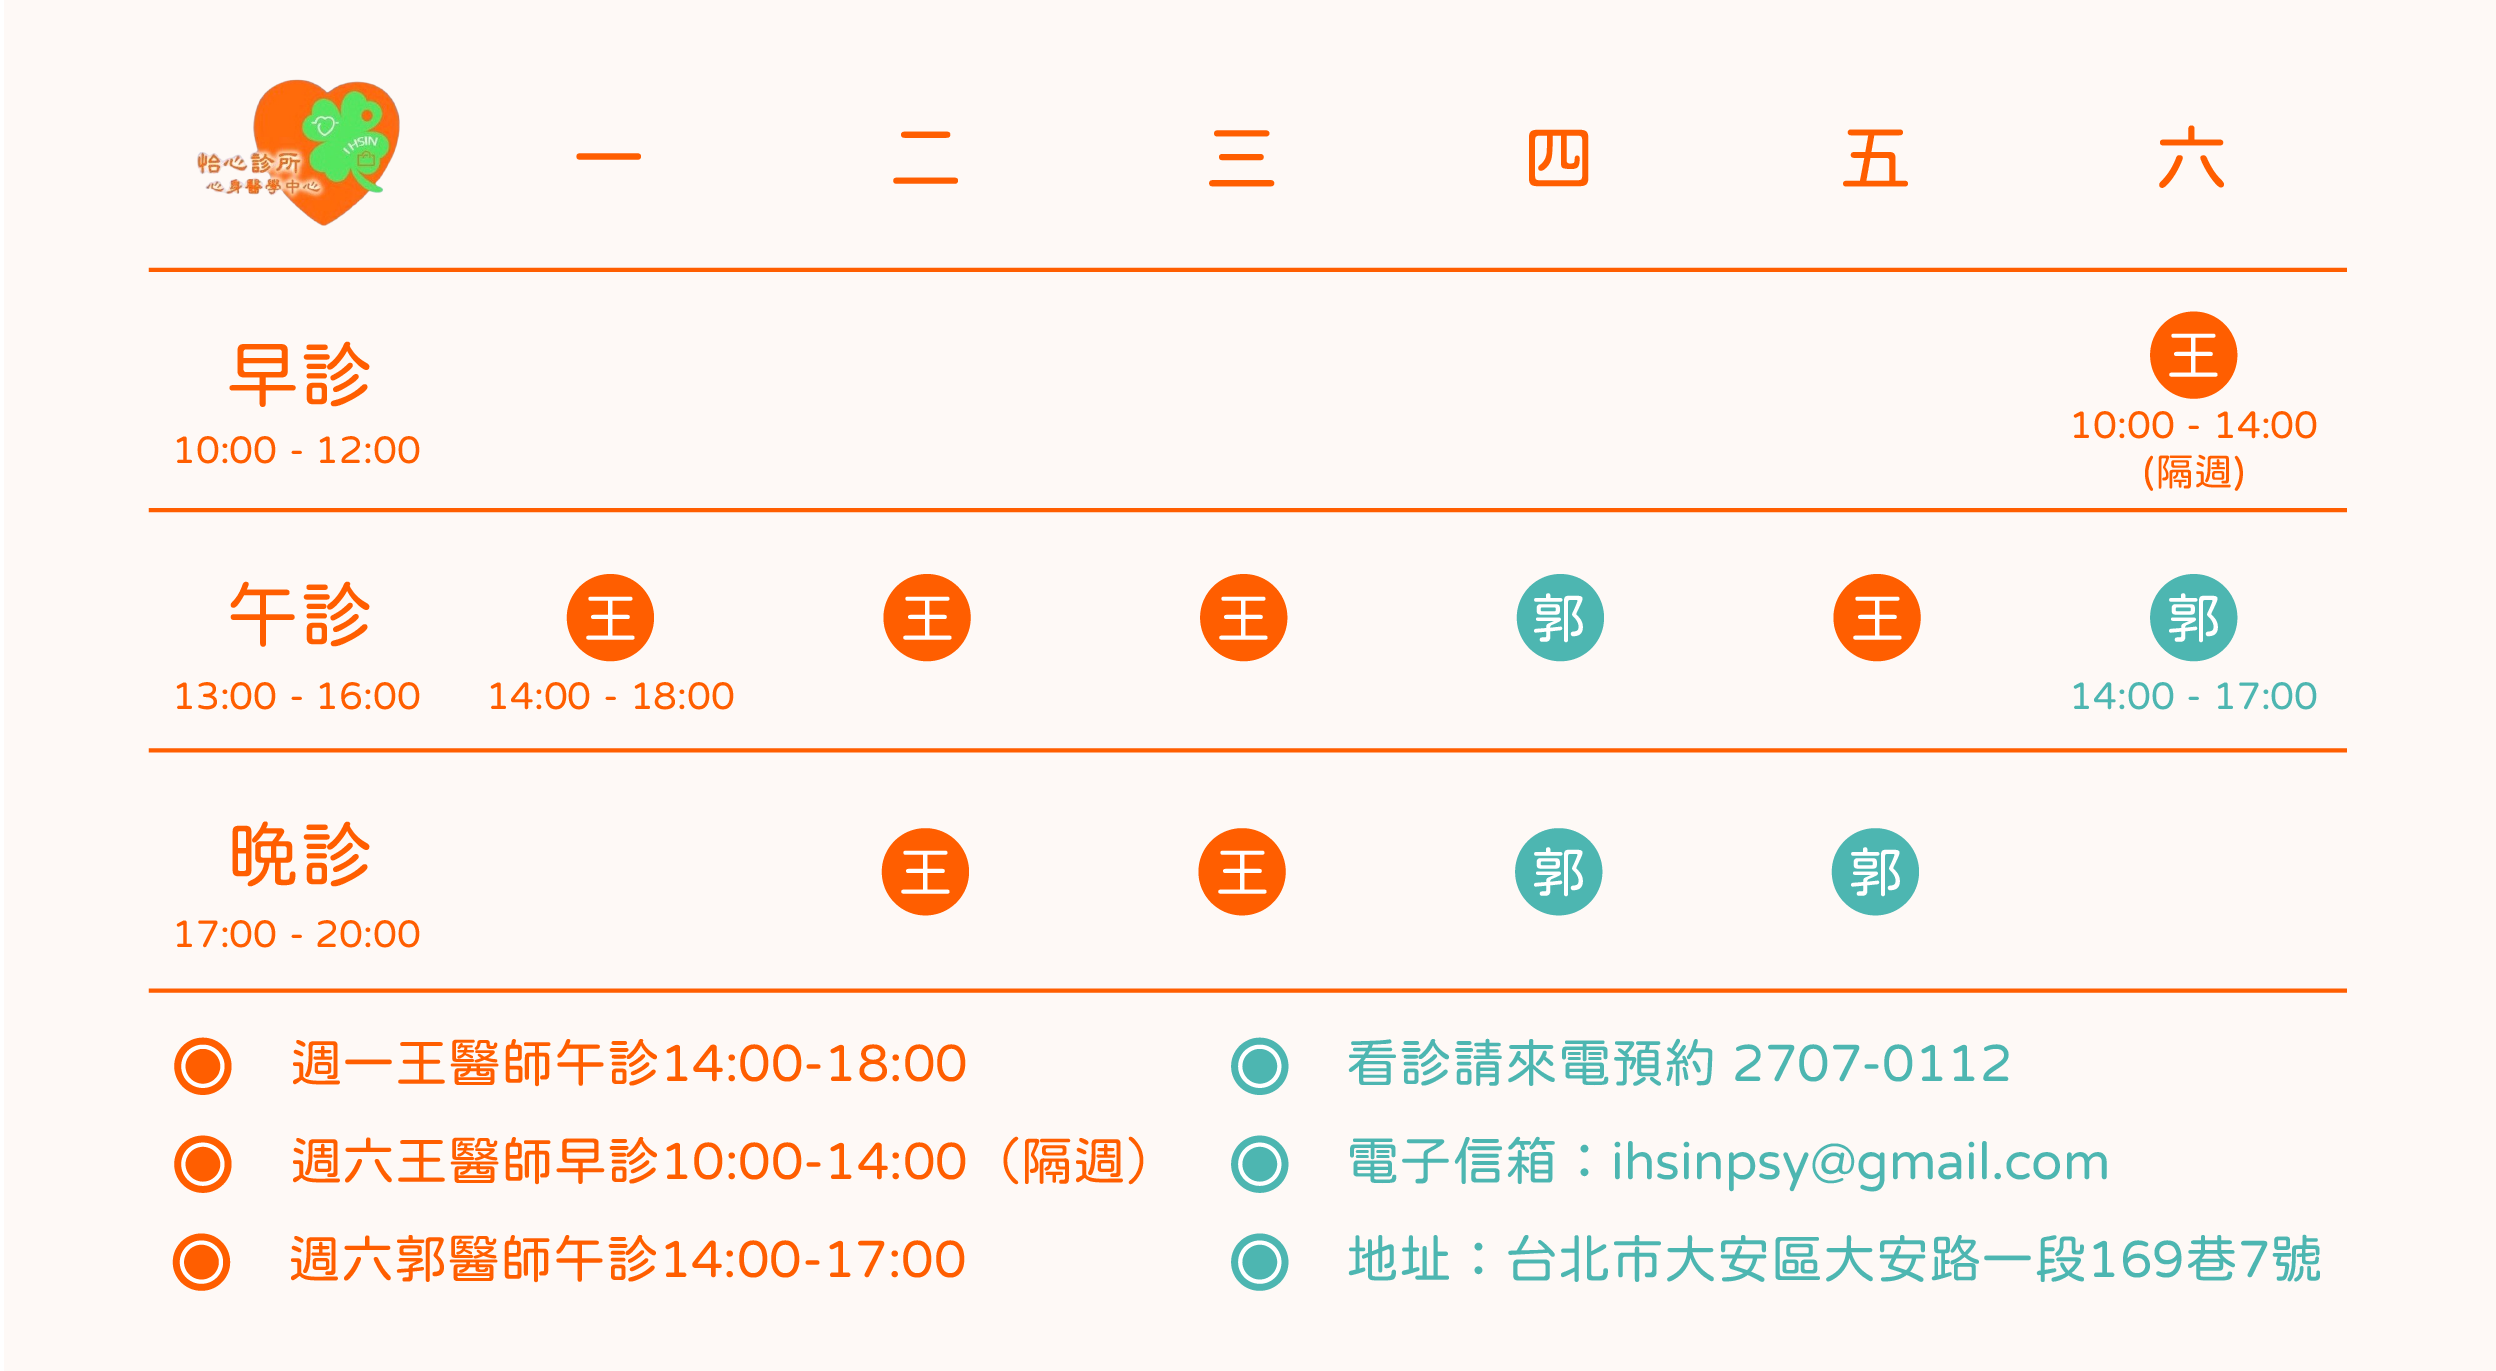 怡心診所
心身醫學中心
IHSIN
一 二 三 四 五 六
早診
10:00 - 12:00
王
10:00 - 14:00
(隔週)
午診 王 王 王 郭 王 郭
13:00 - 16:00 14:00 - 18:00 14:00 - 17:00
晚診 王 王 郭 郭
17:00 - 20:00
週一王醫師午診14:00-18:00
週六王醫師早診10:00-14:00 (隔週)
週六郭醫師午診14:00-17:00
看診請來電預約 2707-0112
電子信箱：ihsinpsy@gmail.com
地址：台北市大安區大安路一段169巷7號